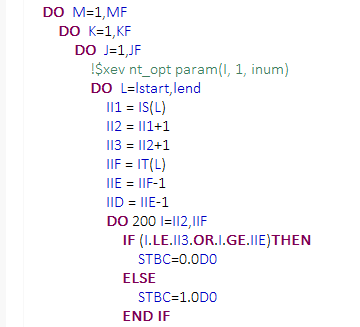 DO M=1,MF
DO K=1,KF
DO J=1,JF
!$xev nt_opt param(I, 1, inum)
DO L=lstart,lend
II1 = IS(L)
II2 = II1+1
II3 = II2+1
IIF = IT(L)
IIE = IIF-1
IID = IIE-1
DO 200 I=II2,IIF
IF (I.LE.II3.OR.I.GE.IIE)THEN
STBC=0.0D0
ELSE
STBC=1.0D0
END IF